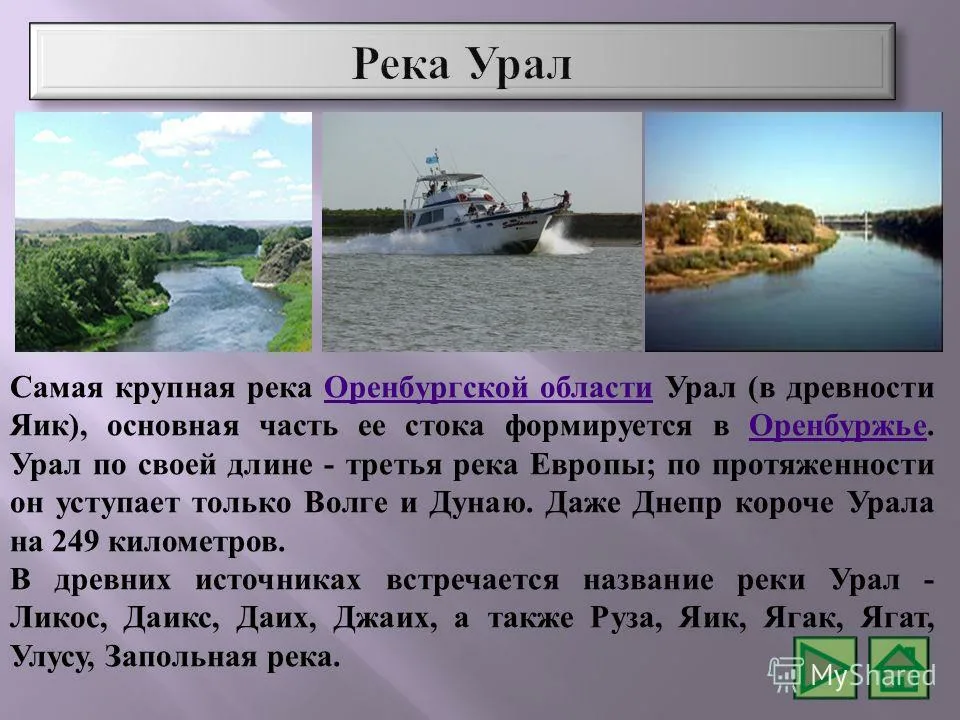 Река Урал
Самая крупная река Оренбургской области Урал (в древности
Яик), основная часть ее стока формируется в Оренбуржье.
Урал по своей длине - третья река Европы; по протяженности
он уступает только Волге и Дунаю. Даже Днепр короче Урала
на 249 километров.
В древних источниках встречается название реки Урал -
Ликос, Даикс, Даих, Джаих, а также Руза, Яик, Ягак, Ягат,
Улусу, Запольная река.
MyShared